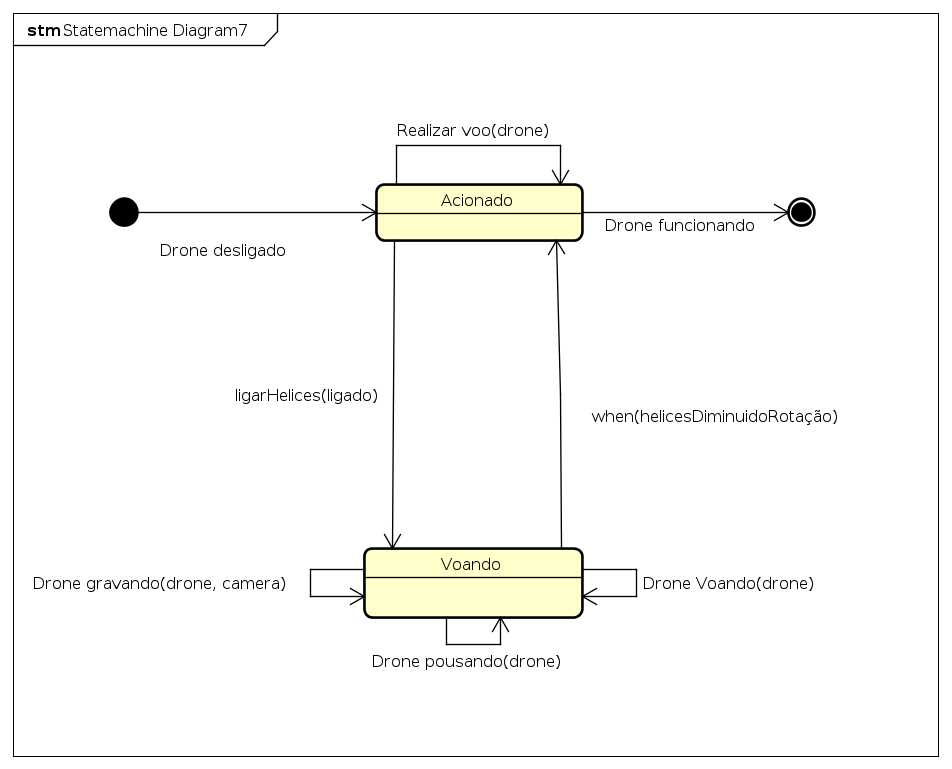 stm Statemachine Diagram7
Realizar voo(drone)
Acionado
Drone desligado
Drone funcionando
ligarHelices(ligado)
when(helicesDiminuidoRotação)
Voando
Drone gravando(drone, camera)
Drone Voando(drone)
Drone pousando(drone)